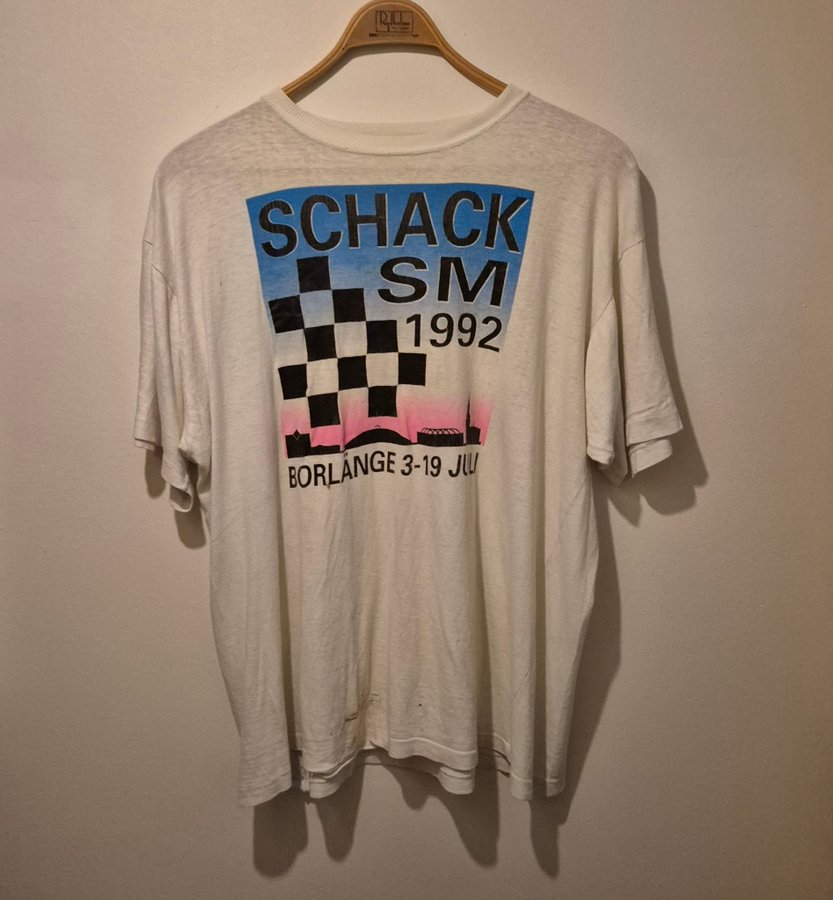 SCHACK
SM
1992
BORLÄNGE 3-19 JULI